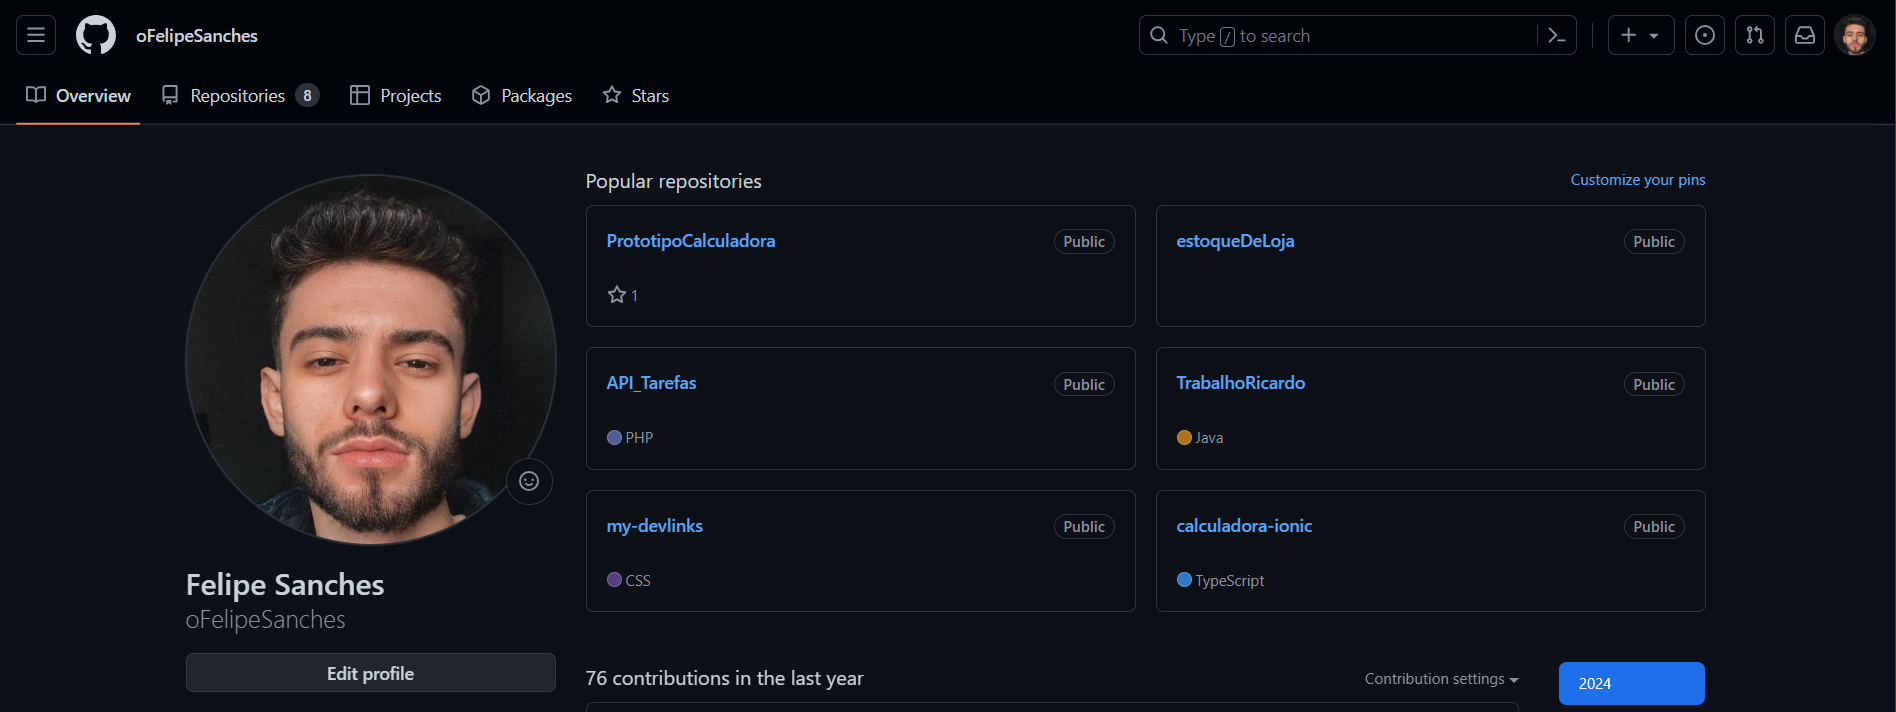 oFelipeSanches
Type / to search
Overview
Repositories 8
Projects
Packages
Stars
Popular repositories
Customize your pins
PrototipoCalculadora
Public
1
estoqueDeLoja
Public
API_Tarefas
Public
PHP
TrabalhoRicardo
Public
Java
my-devlinks
Public
CSS
calculadora-ionic
Public
TypeScript
Felipe Sanches
oFelipeSanches
Edit profile
76 contributions in the last year
Contribution settings
2024